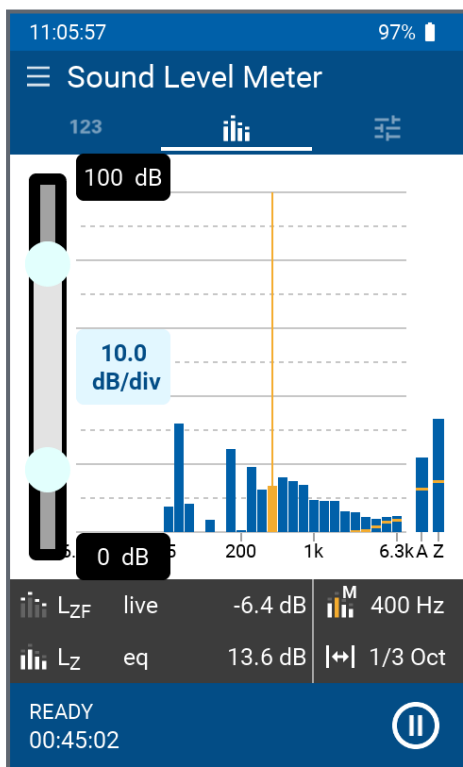 11:05:57 97%
Sound Level Meter
123
100 dB
10.0
dB/div
0 dB
200 1k 6.3k A Z
LZF live -6.4 dB M 400 Hz
LZ eq 13.6 dB 1/3 Oct
READY
00:45:02